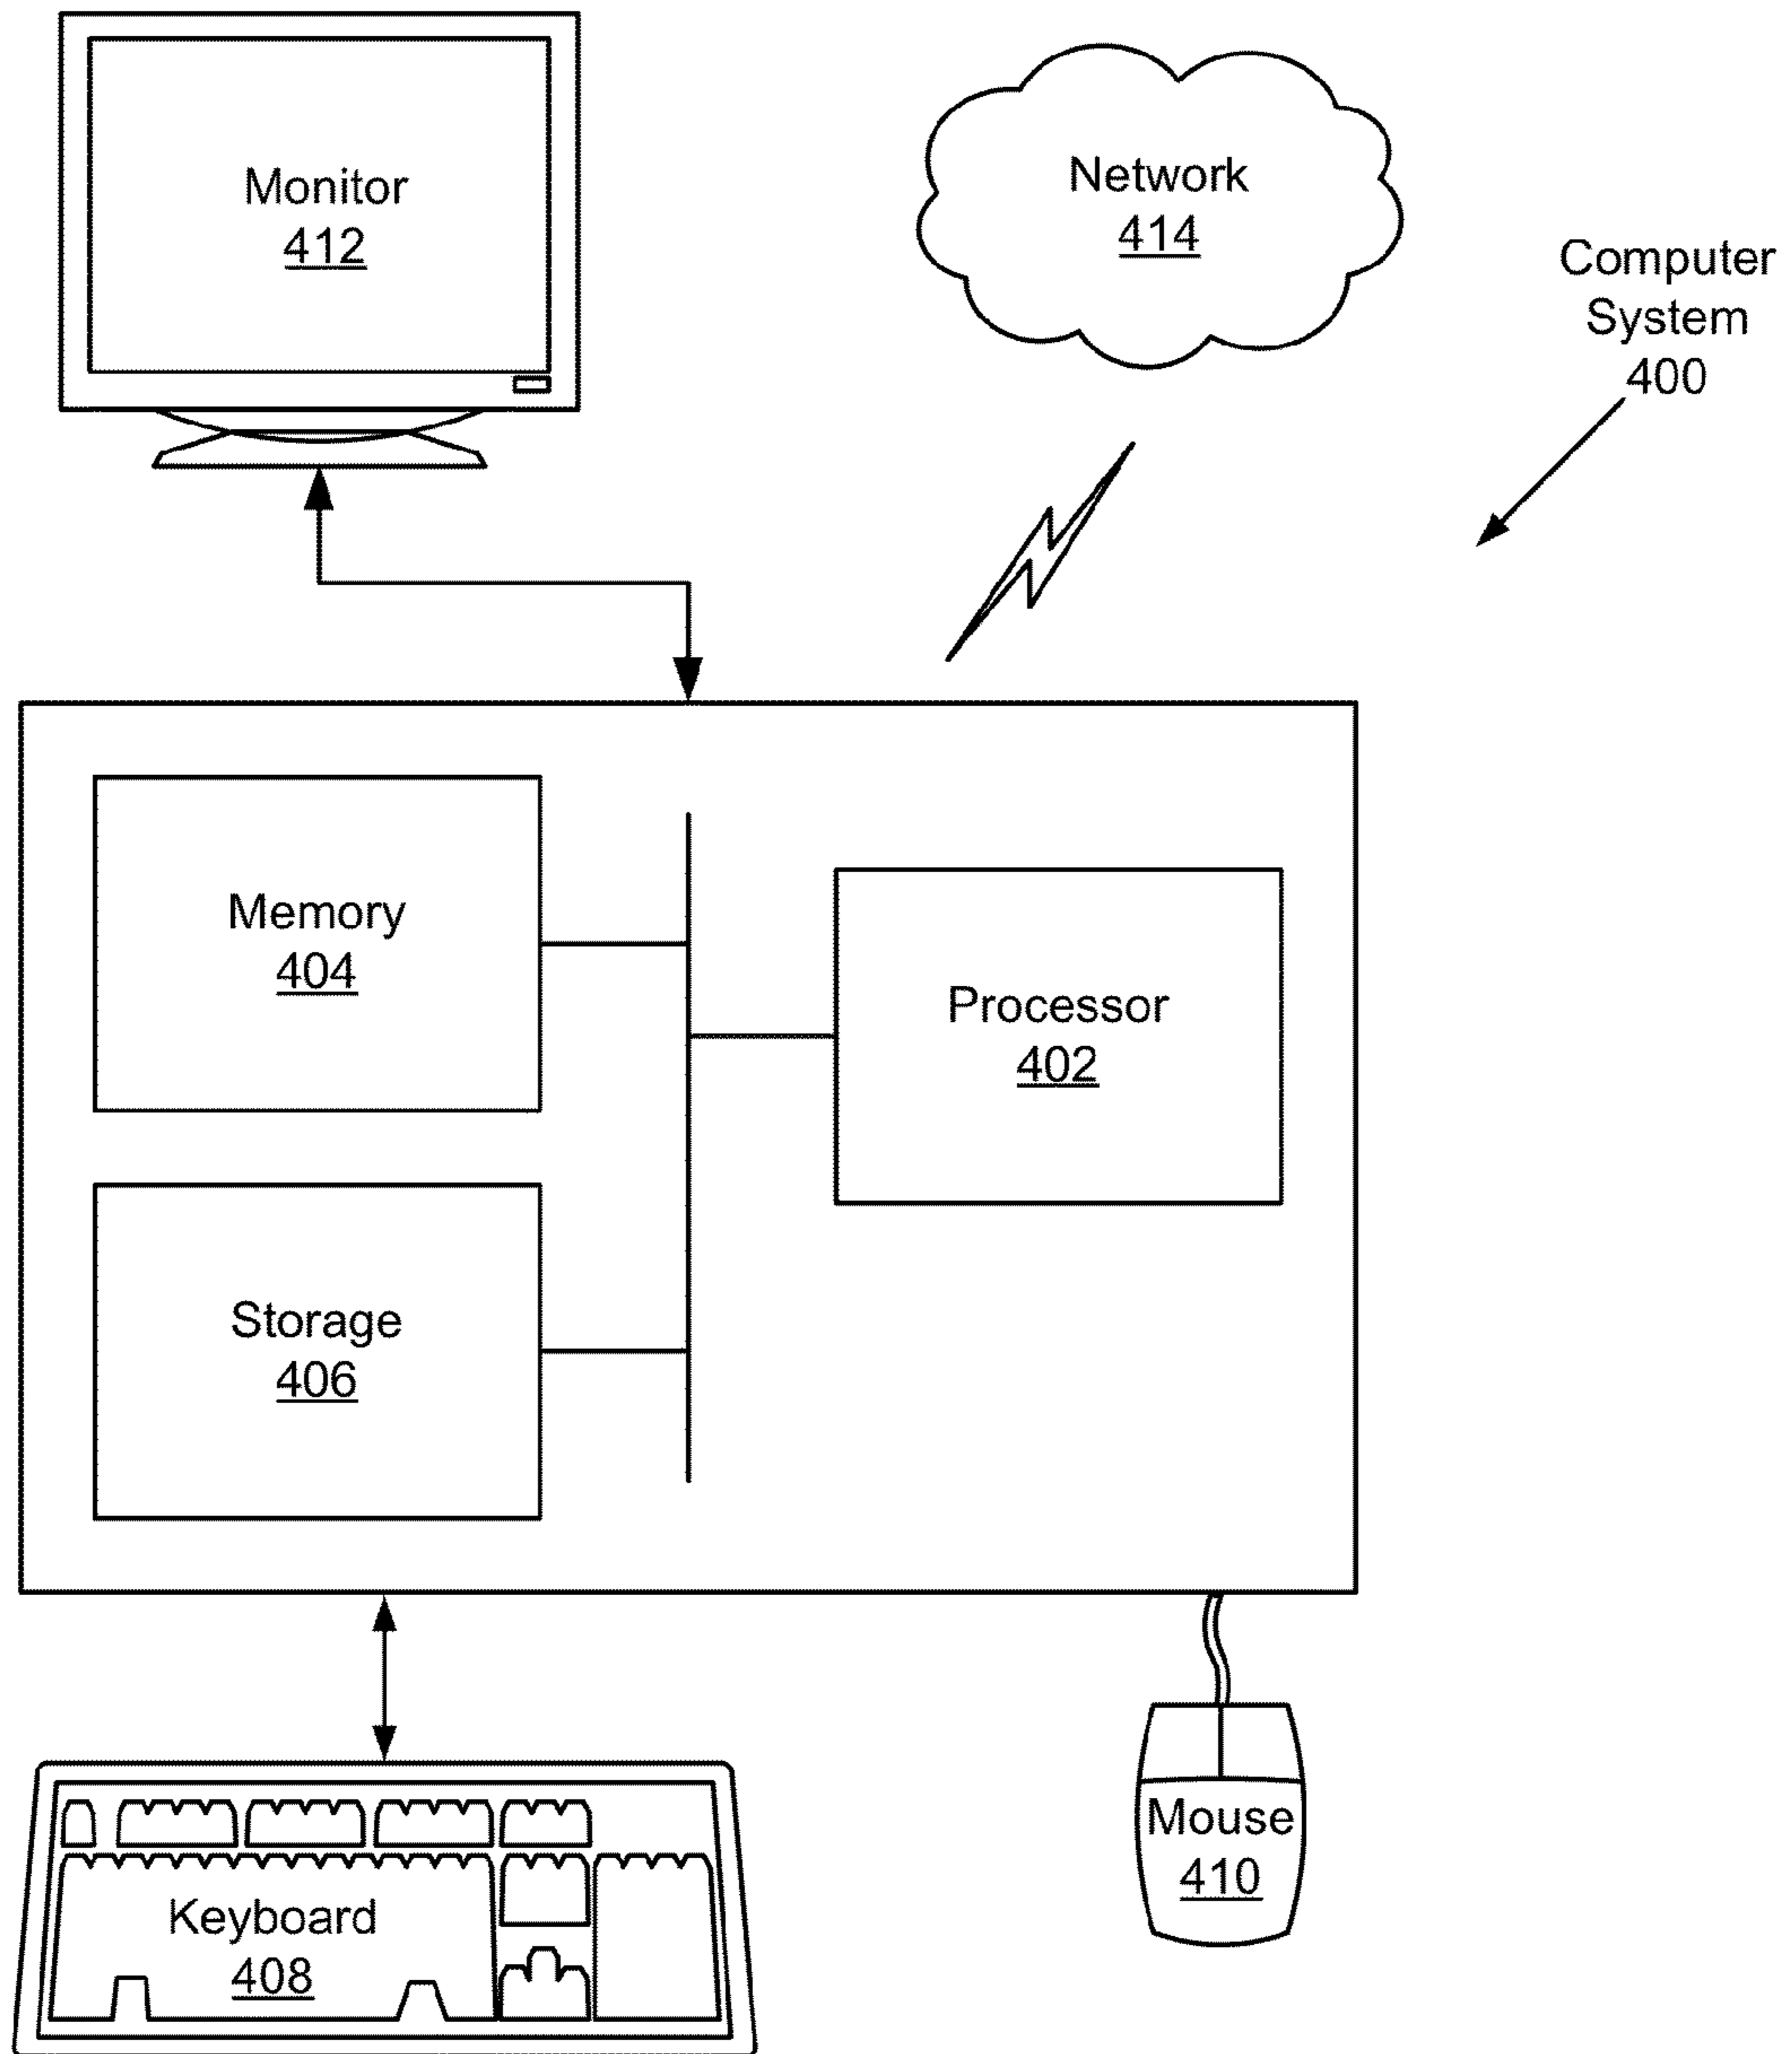 Monitor
412
Network
414
Computer
System
400
Memory
404
Processor
402
Storage
406
Keyboard
408
Mouse
410